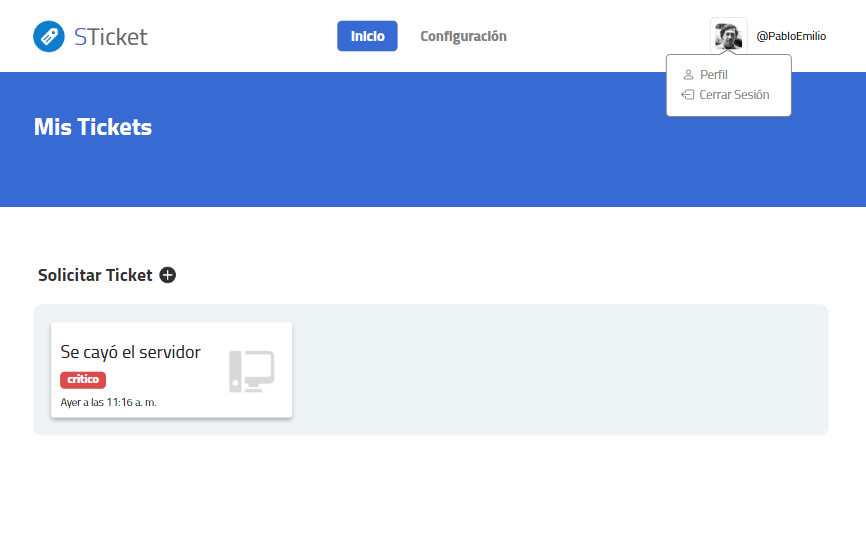 STicket
Inicio
Configuración
@PabloEmilio
Perfil
Cerrar Sesión
Mis Tickets
Solicitar Ticket
Se cayó el servidor
critico
Ayer a las 11:16 a. m.